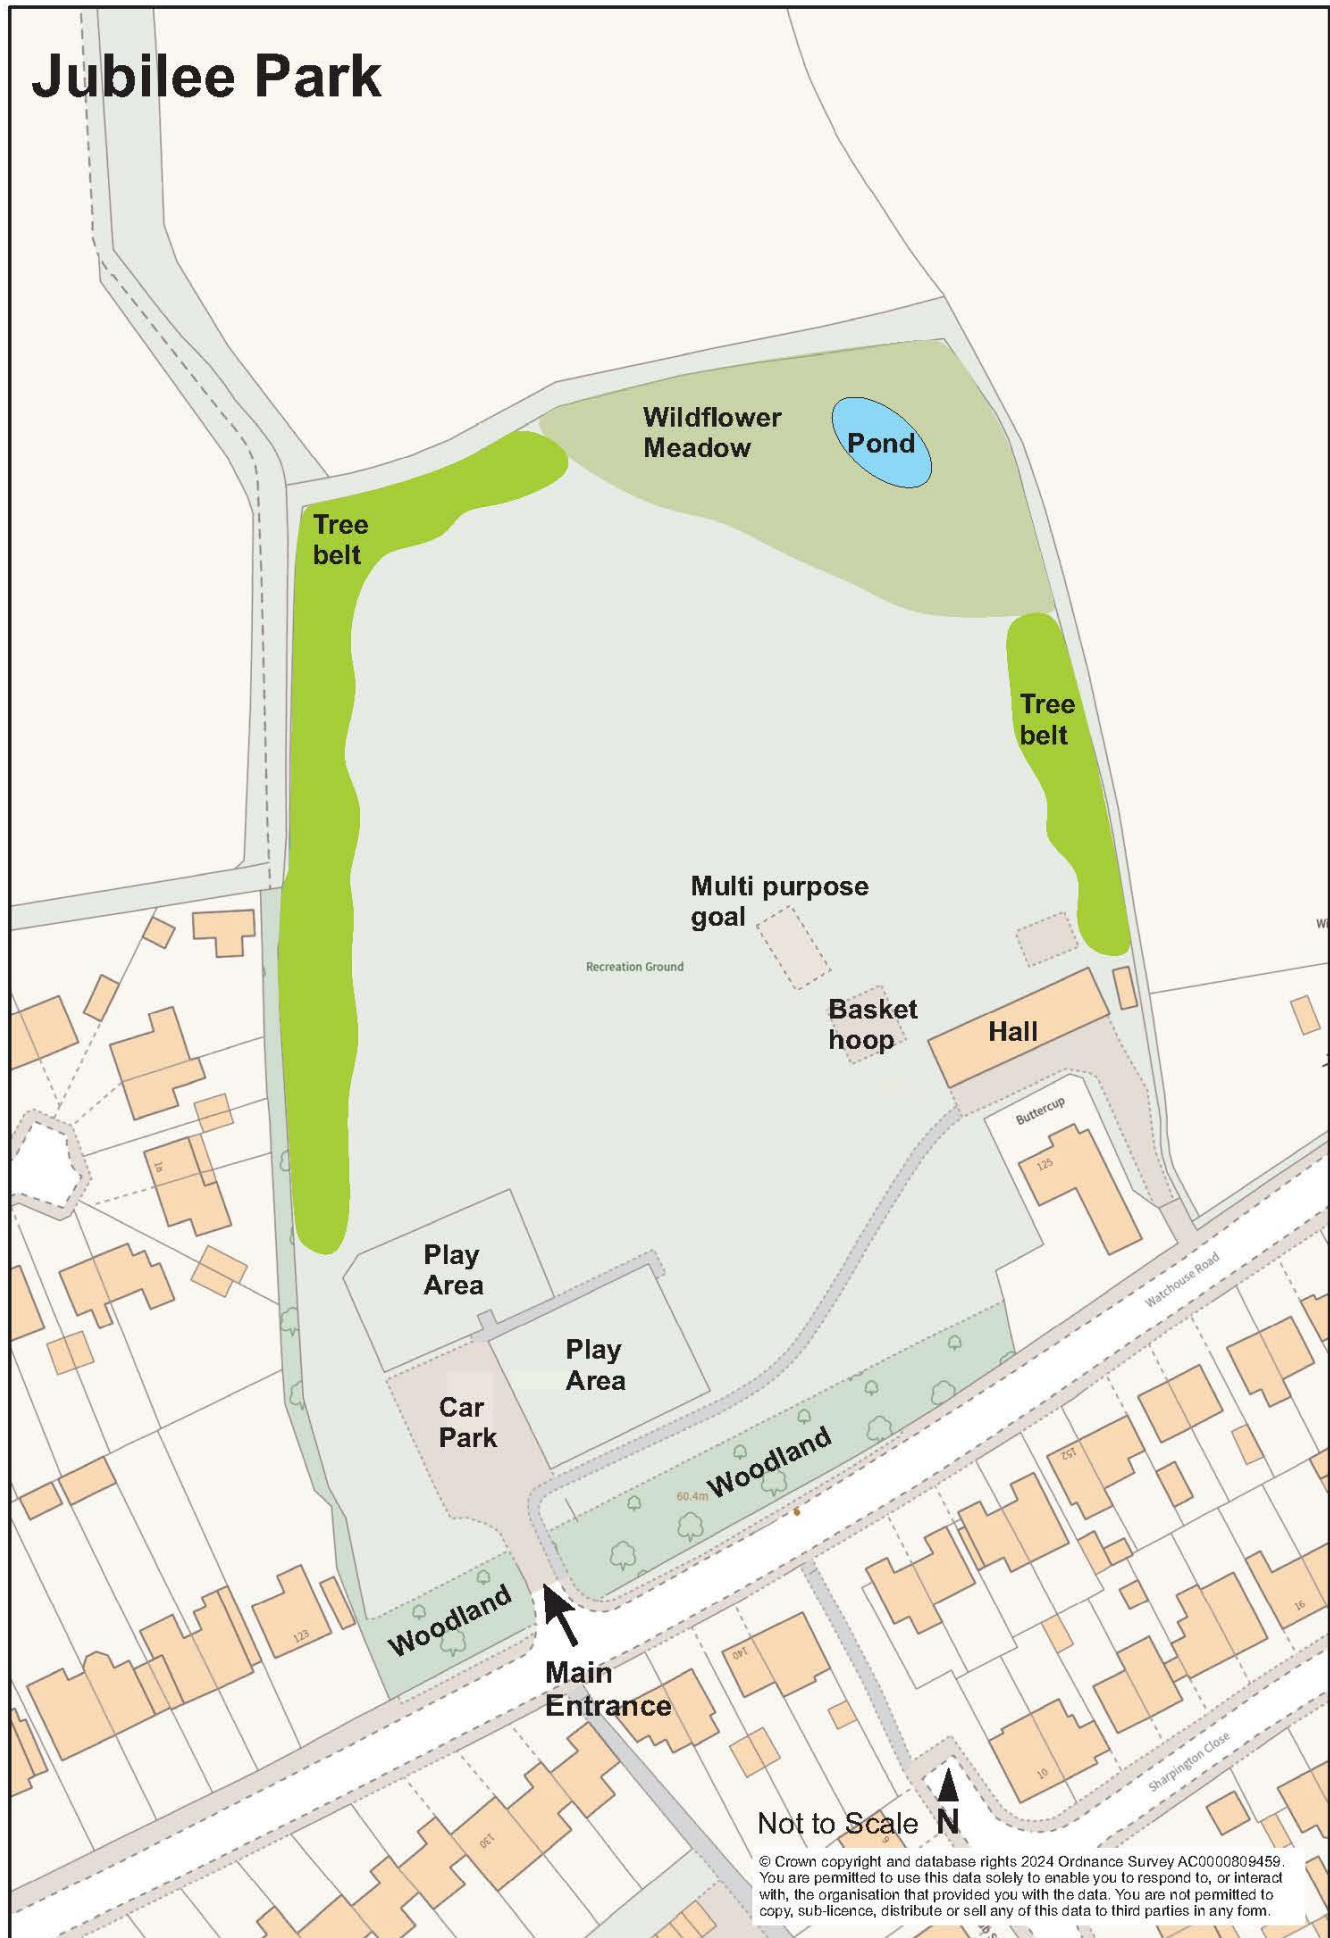 Jubilee Park
Wildflower
Meadow
Pond
Tree
belt
Tree
belt
Multi purpose
goal
Recreation Ground
Basket
hoop
Hall
Buttercup
125
1a
Play
Area
Play
Area
Car
Park
Watchouse Road
Woodland
60.4m
152
Woodland
123
Main
Entrance
140
16
10
Sharpington Close
130
Not to Scale N
© Crown copyright and database rights 2024 Ordnance Survey AC0000809459.
You are permitted to use this data solely to enable you to respond to, or interact
with, the organisation that provided you with the data. You are not permitted to
copy, sub-licence, distribute or sell any of this data to third parties in any form.